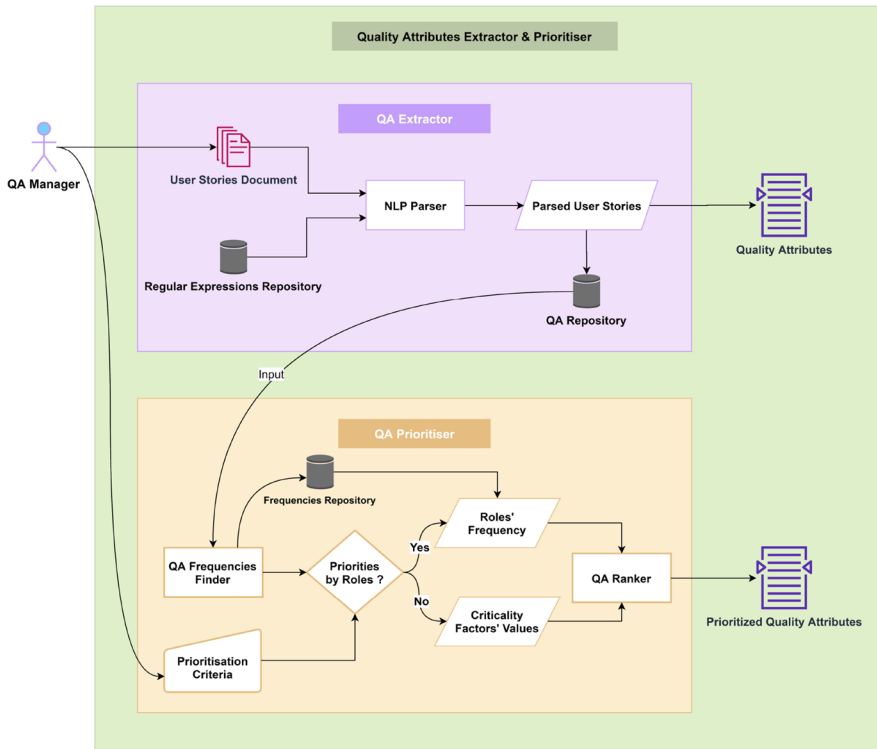 Quality Attributes Extractor & Prioritiser
QA Extractor
QA Manager
User Stories Document
NLP Parser
Parsed User Stories
Quality Attributes
Regular Expressions Repository
QA Repository
Input
QA Prioritiser
Frequencies Repository
Roles'
Frequency
Yes
QA Frequencies
Finder
Priorities
by Roles ?
QA Ranker
No
Criticality
Factors' Values
Prioritized Quality Attributes
Prioritisation
Criteria